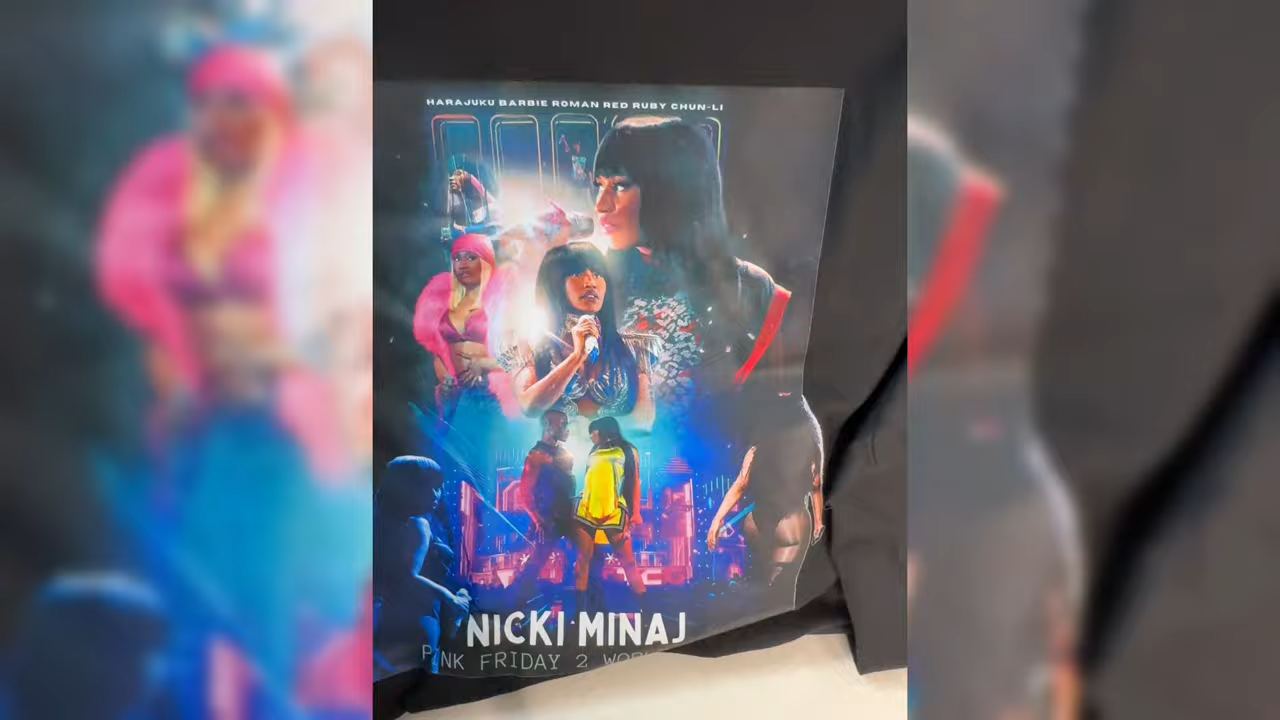 HARAJUKU BARBIE ROMAN RED RUBY CHUN-LI
NICKI MINAJ
PINK FRIDAY 2